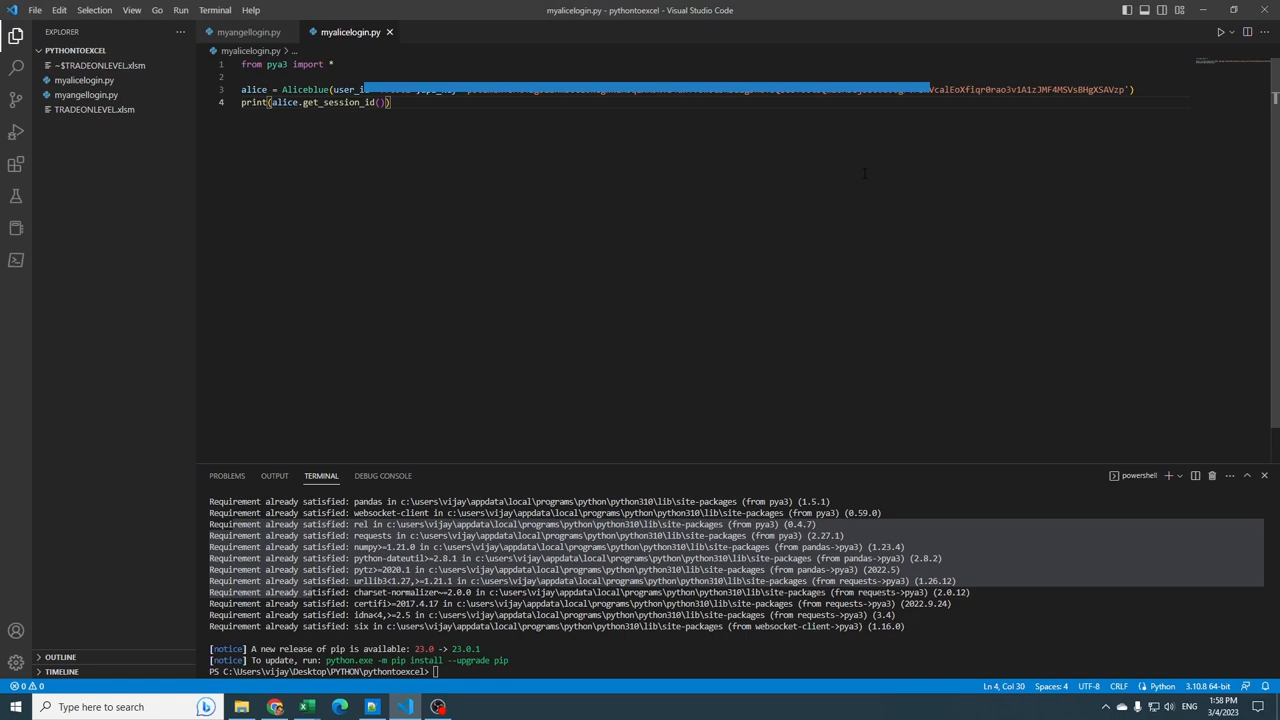 File Edit Selection View Go Run Terminal Help
myalicelogin.py - pythontoexcel - Visual Studio Code
EXPLORER
myangellogin.py
myalicelogin.py
PYTHONTOEXCEL
~$TRADEONLEVEL.xlsm
myalicelogin.py
myangellogin.py
TRADEONLEVEL.xlsm
myalicelogin.py > ...
1 from pya3 import *
2
3 alice = Aliceblue(user_i
4 print(alice.get_session_id())
PROBLEMS OUTPUT TERMINAL DEBUG CONSOLE
powershell
Requirement already satisfied: pandas in c:\users\vijay\appdata\local\programs\python\python310\lib\site-packages (from pya3) (1.5.1)
Requirement already satisfied: websocket-client in c:\users\vijay\appdata\local\programs\python\python310\lib\site-packages (from pya3) (0.59.0)
Requirement already satisfied: rel in c:\users\vijay\appdata\local\programs\python\python310\lib\site-packages (from pya3) (0.4.7)
Requirement already satisfied: requests in c:\users\vijay\appdata\local\programs\python\python310\lib\site-packages (from pya3) (2.27.1)
Requirement already satisfied: numpy>=1.21.0 in c:\users\vijay\appdata\local\programs\python\python310\lib\site-packages (from pandas->pya3) (1.23.4)
Requirement already satisfied: python-dateutil>=2.8.1 in c:\users\vijay\appdata\local\programs\python\python310\lib\site-packages (from pandas->pya3) (2.8.2)
Requirement already satisfied: pytz>=2020.1 in c:\users\vijay\appdata\local\programs\python\python310\lib\site-packages (from pandas->pya3) (2022.5)
Requirement already satisfied: urllib3<1.27,>=1.21.1 in c:\users\vijay\appdata\local\programs\python\python310\lib\site-packages (from requests->pya3) (1.26.12)
Requirement already satisfied: charset-normalizer~=2.0.0 in c:\users\vijay\appdata\local\programs\python\python310\lib\site-packages (from requests->pya3) (2.0.12)
Requirement already satisfied: certifi>=2017.4.17 in c:\users\vijay\appdata\local\programs\python\python310\lib\site-packages (from requests->pya3) (2022.9.24)
Requirement already satisfied: idna<4,>=2.5 in c:\users\vijay\appdata\local\programs\python\python310\lib\site-packages (from requests->pya3) (3.4)
Requirement already satisfied: six in c:\users\vijay\appdata\local\programs\python\python310\lib\site-packages (from websocket-client->pya3) (1.16.0)
[notice] A new release of pip is available: 23.0 -> 23.0.1
[notice] To update, run: python.exe -m pip install --upgrade pip
PS C:\Users\vijay\Desktop\PYTHON\pythontoexcel>
OUTLINE
TIMELINE
0 0
Ln 4, Col 30 Spaces: 4 UTF-8 CRLF Python 3.10.8 64-bit
Type here to search
1:58 PM
3/4/2023